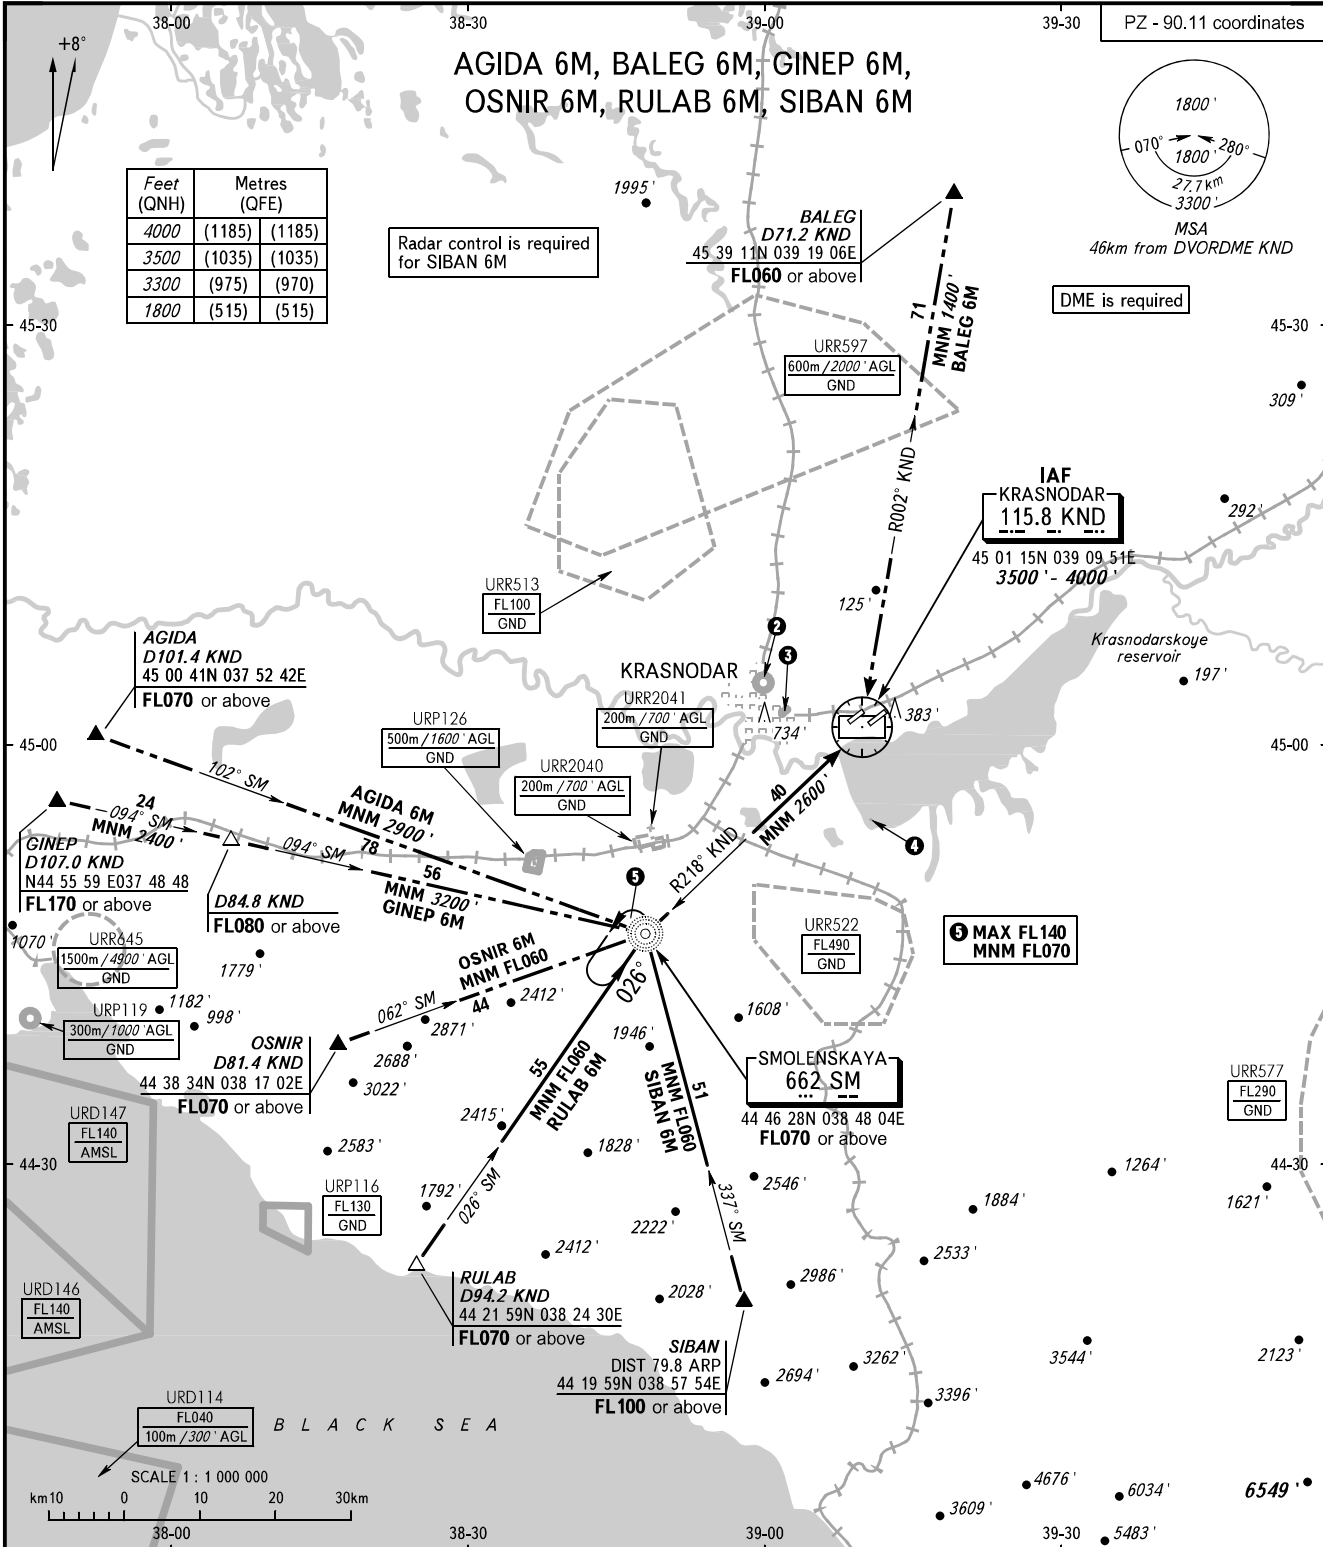 38-00
38-30
39-00
39-30
PZ - 90.11 coordinates
+8°
AGIDA 6M, BALEG 6M, GINEP 6M,
OSNIR 6M, RULAB 6M, SIBAN 6M
1800'
070°
280°
1800'
27.7 km
3300'
MSA
46km from DVORDME KND
Feet (QNH) Metres (QFE)
4000 (1185) (1185)
3500 (1035) (1035)
3300 (975) (970)
1800 (515) (515)
Radar control is required
for SIBAN 6M
1995'
BALEG
D71.2 KND
45 39 11N 039 19 06E
FL060 or above
DME is required
45-30
45-30
71
MNM 1400'
BALEG 6M
URR597
600m/2000' AGL
GND
309'
R002° KND
IAF
KRASNODAR
115.8 KND
45 01 15N 039 09 51E
3500' - 4000'
292'
URR513
FL100
GND
125'
Krasnodarskoye
reservoir
197'
2
3
AGIDA
D101.4 KND
45 00 41N 037 52 42E
FL070 or above
KRASNODAR
URR2041
200m/700' AGL
GND
URP126
500m/1600' AGL
GND
734'
383'
45-00
45-00
URR2040
200m/700' AGL
GND
102° SM
AGIDA 6M
MNM 2900'
78
40
MNM 2600'
R218° KND
4
24
094° SM
MNM 2400'
094° SM
56
MNM 3200'
GINEP 6M
GINEP
D107.0 KND
N44 55 59 E037 48 48
FL170 or above
D84.8 KND
FL080 or above
5
1070'
URR645
1500m/4900' AGL
GND
1779'
URR522
FL490
GND
5 MAX FL140
MNM FL070
OSNIR 6M
MNM FL060
062° SM
44
026°
2412'
1182'
998'
URP119
300m/1000' AGL
GND
2871'
2688'
3022'
1608'
1946'
OSNIR
D81.4 KND
44 38 34N 038 17 02E
FL070 or above
55
MNM FL060
RULAB 6M
51
MNM FL060
SIBAN 6M
SMOLENSKAYA
662 SM
44 46 28N 038 48 04E
FL070 or above
URR577
FL290
GND
URD147
FL140
AMSL
2415'
2583'
1828'
44-30
44-30
1264'
1621'
URP116
FL130
GND
1792'
026° SM
337° SM
2546'
2222'
1884'
2412'
2533'
2986'
2028'
URD146
FL140
AMSL
RULAB
D94.2 KND
44 21 59N 038 24 30E
FL070 or above
SIBAN
DIST 79.8 ARP
44 19 59N 038 57 54E
FL100 or above
3262'
2694'
3396'
3544'
2123'
URD114
FL040
100m/300' AGL
BLACK SEA
SCALE 1 : 1 000 000
km10 0 10 20 30km
4676'
6034'
6549'
3609'
5483'
38-00
38-30
39-00
39-30